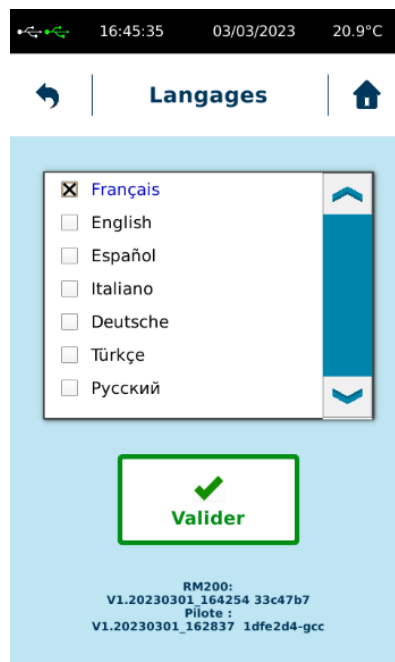 16:45:35 03/03/2023 20.9°C
Langages
Français
English
Español
Italiano
Deutsche
Türkçe
Русский
Valider
RM200:
V1.20230301_164254 33c47b7
Pilote :
V1.20230301_162837 1dfe2d4-gcc